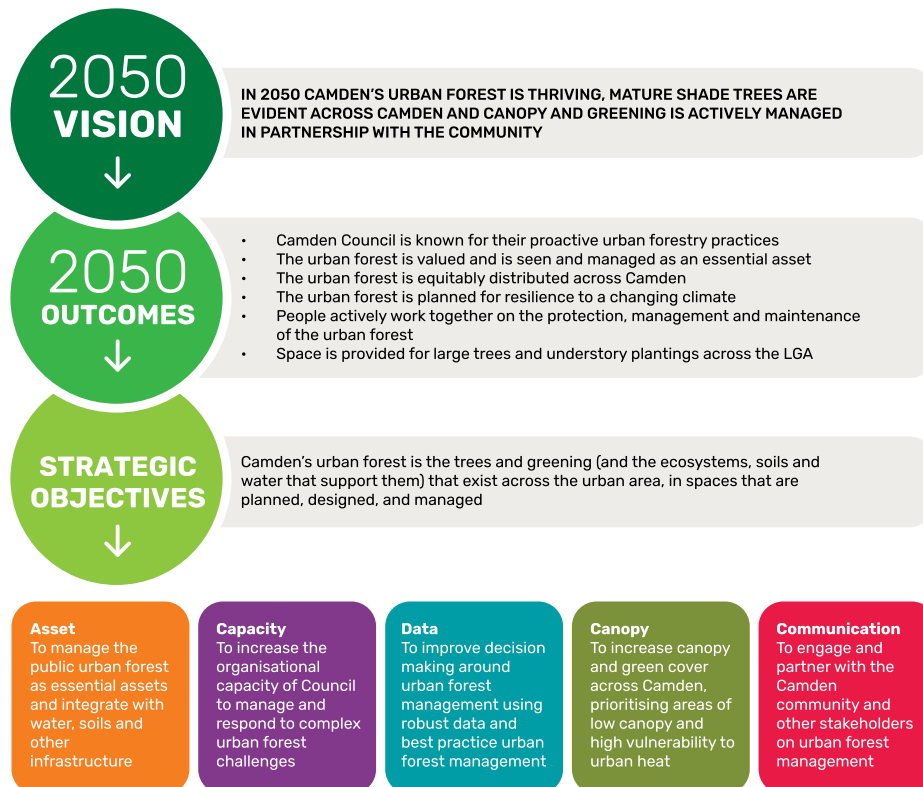 2050
VISION
IN 2050 CAMDEN'S URBAN FOREST IS THRIVING, MATURE SHADE TREES ARE
EVIDENT ACROSS CAMDEN AND CANOPY AND GREENING IS ACTIVELY MANAGED
IN PARTNERSHIP WITH THE COMMUNITY
2050
OUTCOMES
• Camden Council is known for their proactive urban forestry practices
• The urban forest is valued and is seen and managed as an essential asset
• The urban forest is equitably distributed across Camden
• The urban forest is planned for resilience to a changing climate
• People actively work together on the protection, management and maintenance
of the urban forest
• Space is provided for large trees and understory plantings across the LGA
STRATEGIC
OBJECTIVES
Camden's urban forest is the trees and greening (and the ecosystems, soils and
water that support them) that exist across the urban area, in spaces that are
planned, designed, and managed
Asset
To manage the
public urban forest
as essential assets
and integrate with
water, soils and
other
infrastructure
Capacity
To increase the
organisational
capacity of Council
to manage and
respond to complex
urban forest
challenges
Data
To improve decision
making around
urban forest
management using
robust data and
best practice urban
forest management
Canopy
To increase canopy
and green cover
across Camden,
prioritising areas of
low canopy and
high vulnerability to
urban heat
Communication
To engage and
partner with the
Camden
community and
other stakeholders
on urban forest
management